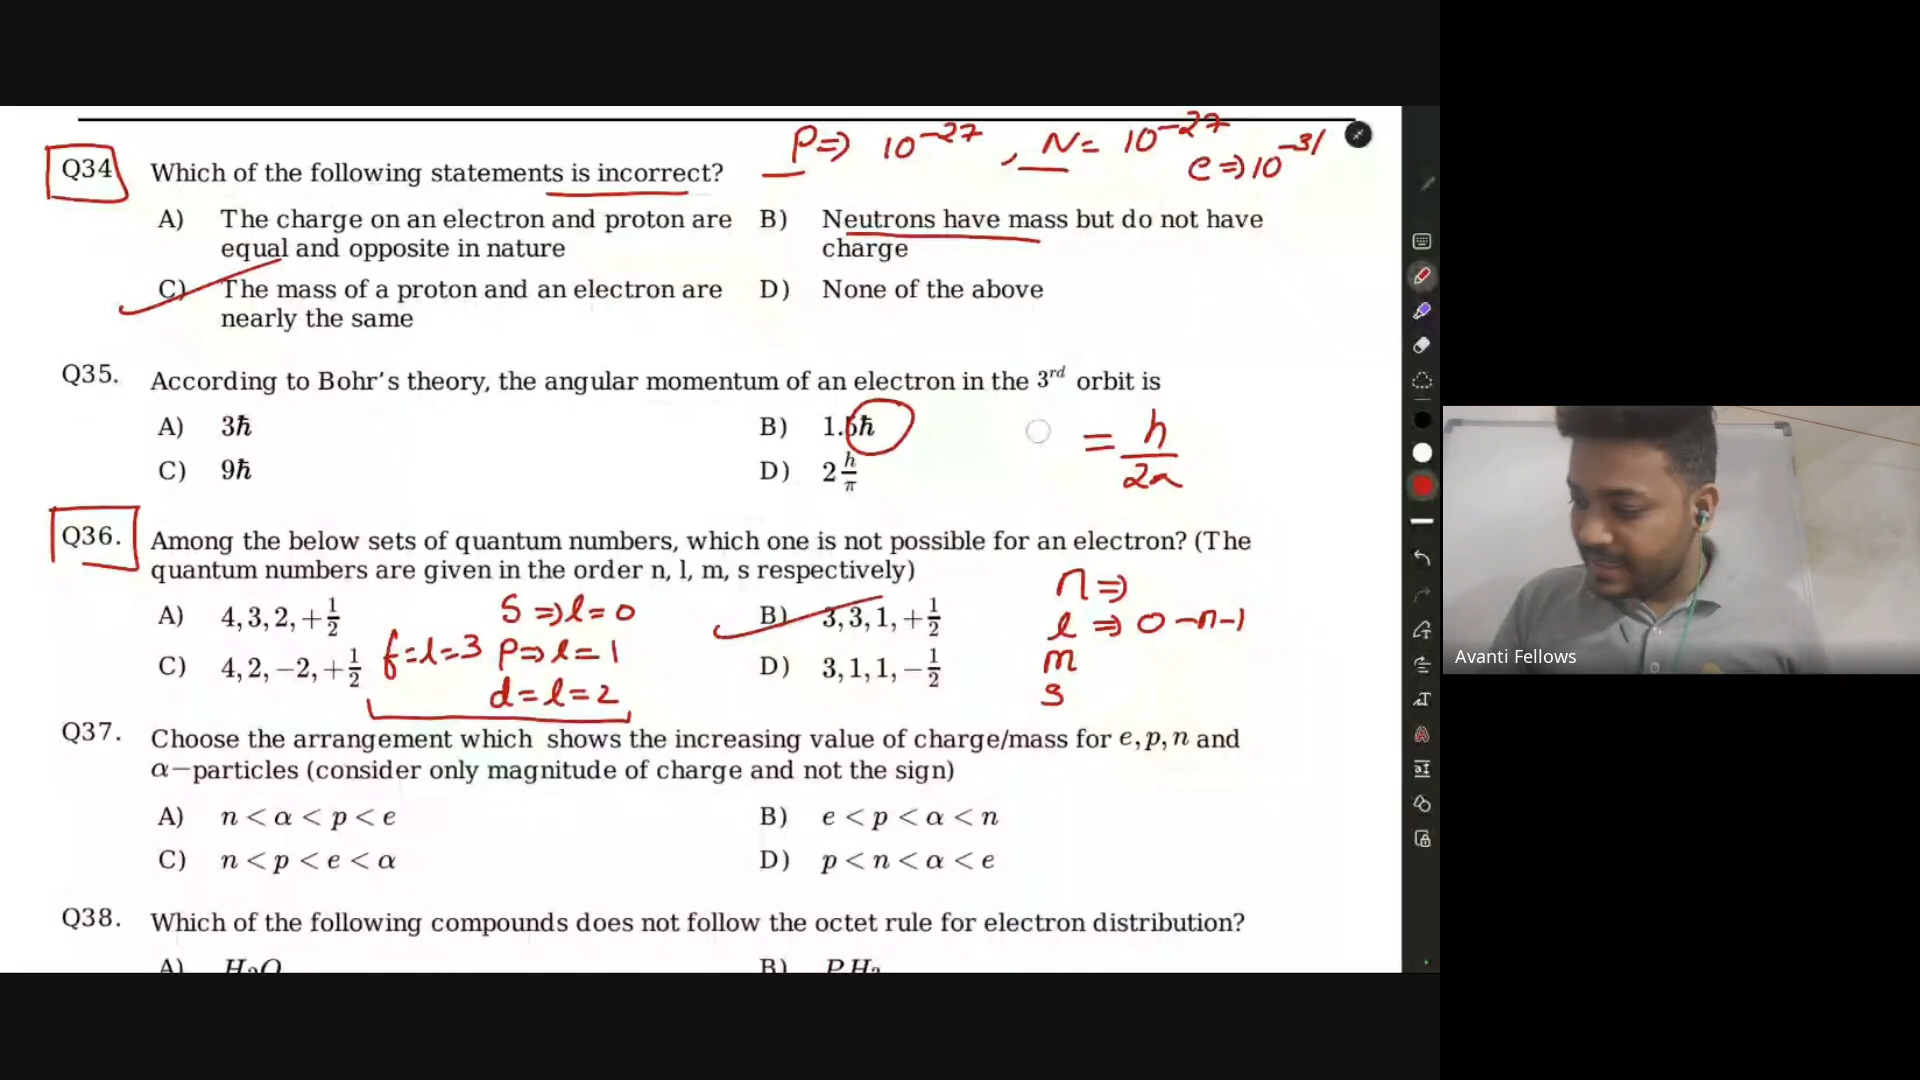 P⇒ 10⁻²⁷ , N= 10⁻²⁷
e⇒10⁻³¹
Q34 Which of the following statements is incorrect?
A) The charge on an electron and proton are equal and opposite in nature
B) Neutrons have mass but do not have charge
C) The mass of a proton and an electron are nearly the same
D) None of the above
Q35. According to Bohr's theory, the angular momentum of an electron in the 3ʳᵈ orbit is
A) 3ħ
B) 1.5ħ
C) 9ħ
D) 2 h/π
= h/2π
Q36. Among the below sets of quantum numbers, which one is not possible for an electron? (The
quantum numbers are given in the order n, l, m, s respectively)
A) 4, 3, 2, +1/2
B) 3, 3, 1, +1/2
C) 4, 2, −2, +1/2
D) 3, 1, 1, −1/2
S ⇒ l= 0
f=l=3 P⇒ l= 1
d= l= 2
n⇒
l ⇒ 0 -n-1
m
s
Q37. Choose the arrangement which shows the increasing value of charge/mass for e, p, n and
α−particles (consider only magnitude of charge and not the sign)
A) n < α < p < e
B) e < p < α < n
C) n < p < e < α
D) p < n < α < e
Q38. Which of the following compounds does not follow the octet rule for electron distribution?
A) H₂O
B) PH₃
Avanti Fellows